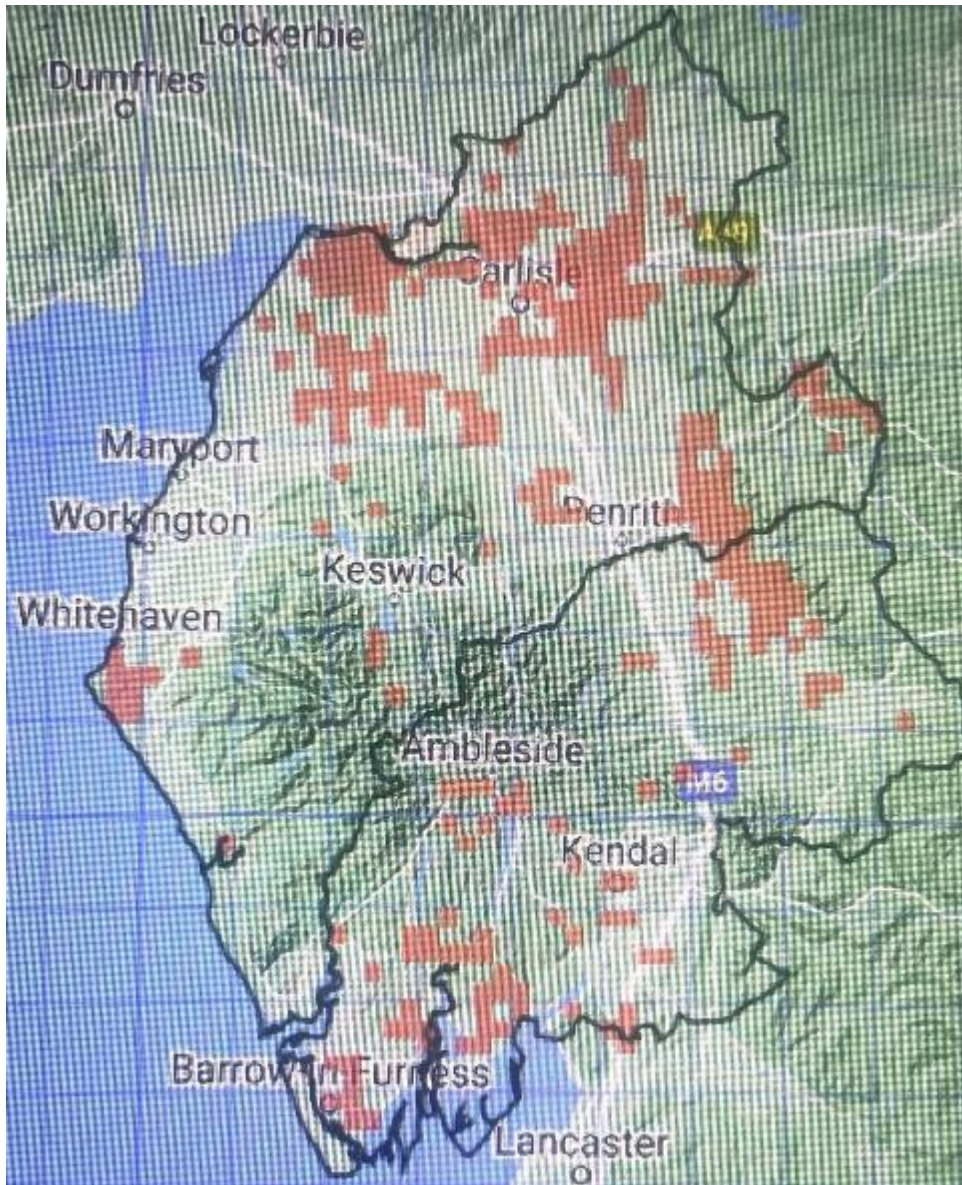 Lockerbie
Dumfries
A69
Carlisle
Maryport
Workington
Penrith
Keswick
Whitehaven
Ambleside
M6
Kendal
Barrow-in-Furness
Lancaster